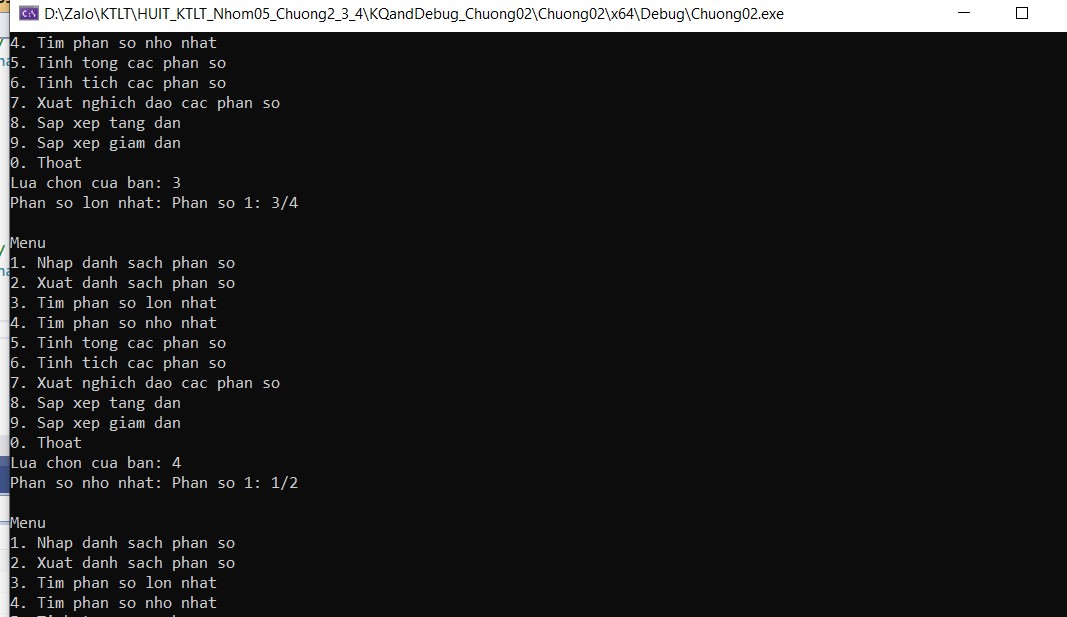 D:\Zalo\KTLT\HUIT_KTLT_Nhom05_Chuong2_3_4\KQandDebug_Chuong02\Chuong02\x64\Debug\Chuong02.exe
4. Tim phan so nho nhat
5. Tinh tong cac phan so
6. Tinh tich cac phan so
7. Xuat nghich dao cac phan so
8. Sap xep tang dan
9. Sap xep giam dan
0. Thoat
Lua chon cua ban: 3
Phan so lon nhat: Phan so 1: 3/4
Menu
1. Nhap danh sach phan so
2. Xuat danh sach phan so
3. Tim phan so lon nhat
4. Tim phan so nho nhat
5. Tinh tong cac phan so
6. Tinh tich cac phan so
7. Xuat nghich dao cac phan so
8. Sap xep tang dan
9. Sap xep giam dan
0. Thoat
Lua chon cua ban: 4
Phan so nho nhat: Phan so 1: 1/2
Menu
1. Nhap danh sach phan so
2. Xuat danh sach phan so
3. Tim phan so lon nhat
4. Tim phan so nho nhat